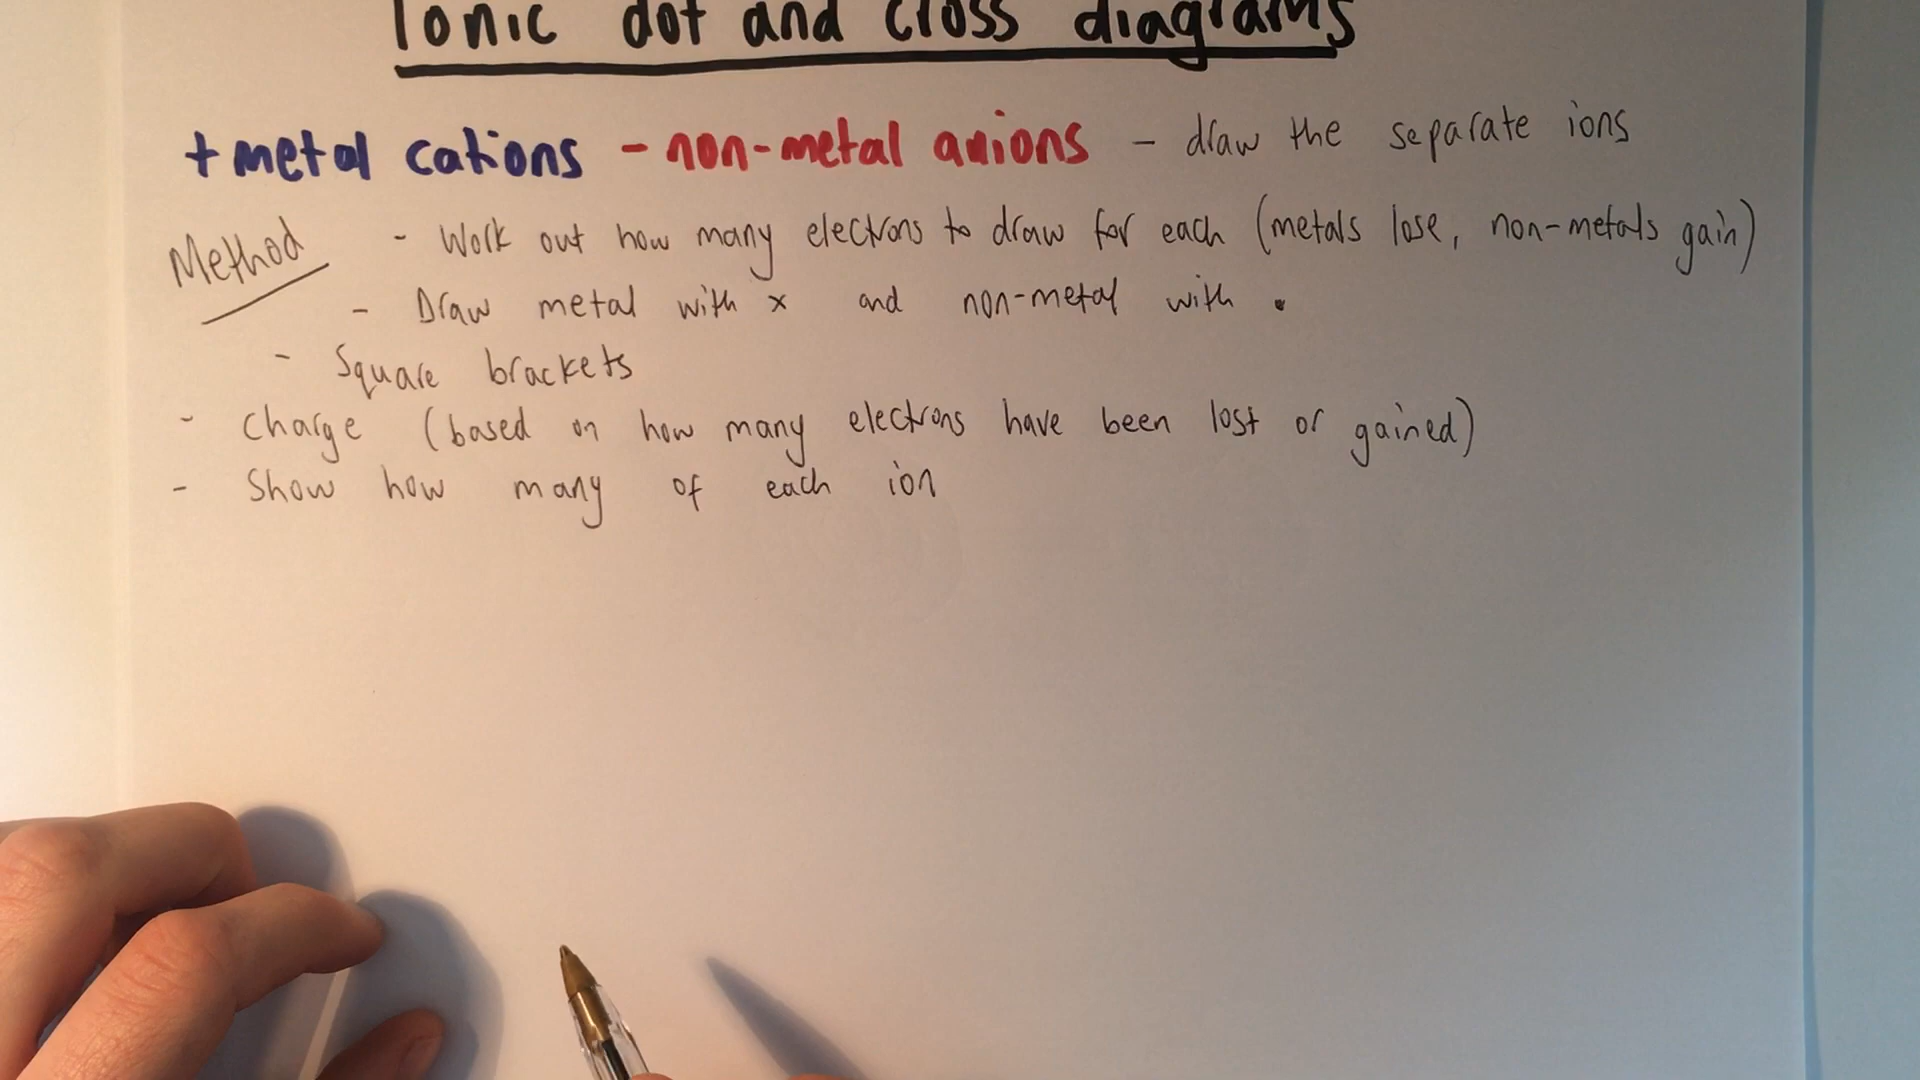 Ionic dot and cross diagrams
+ metal cations - non-metal anions - draw the separate ions
Method - Work out how many electrons to draw for each (metals lose, non-metals gain)
- Draw metal with x and non-metal with •
- Square brackets
- Charge (based on how many electrons have been lost or gained)
- Show how many of each ion